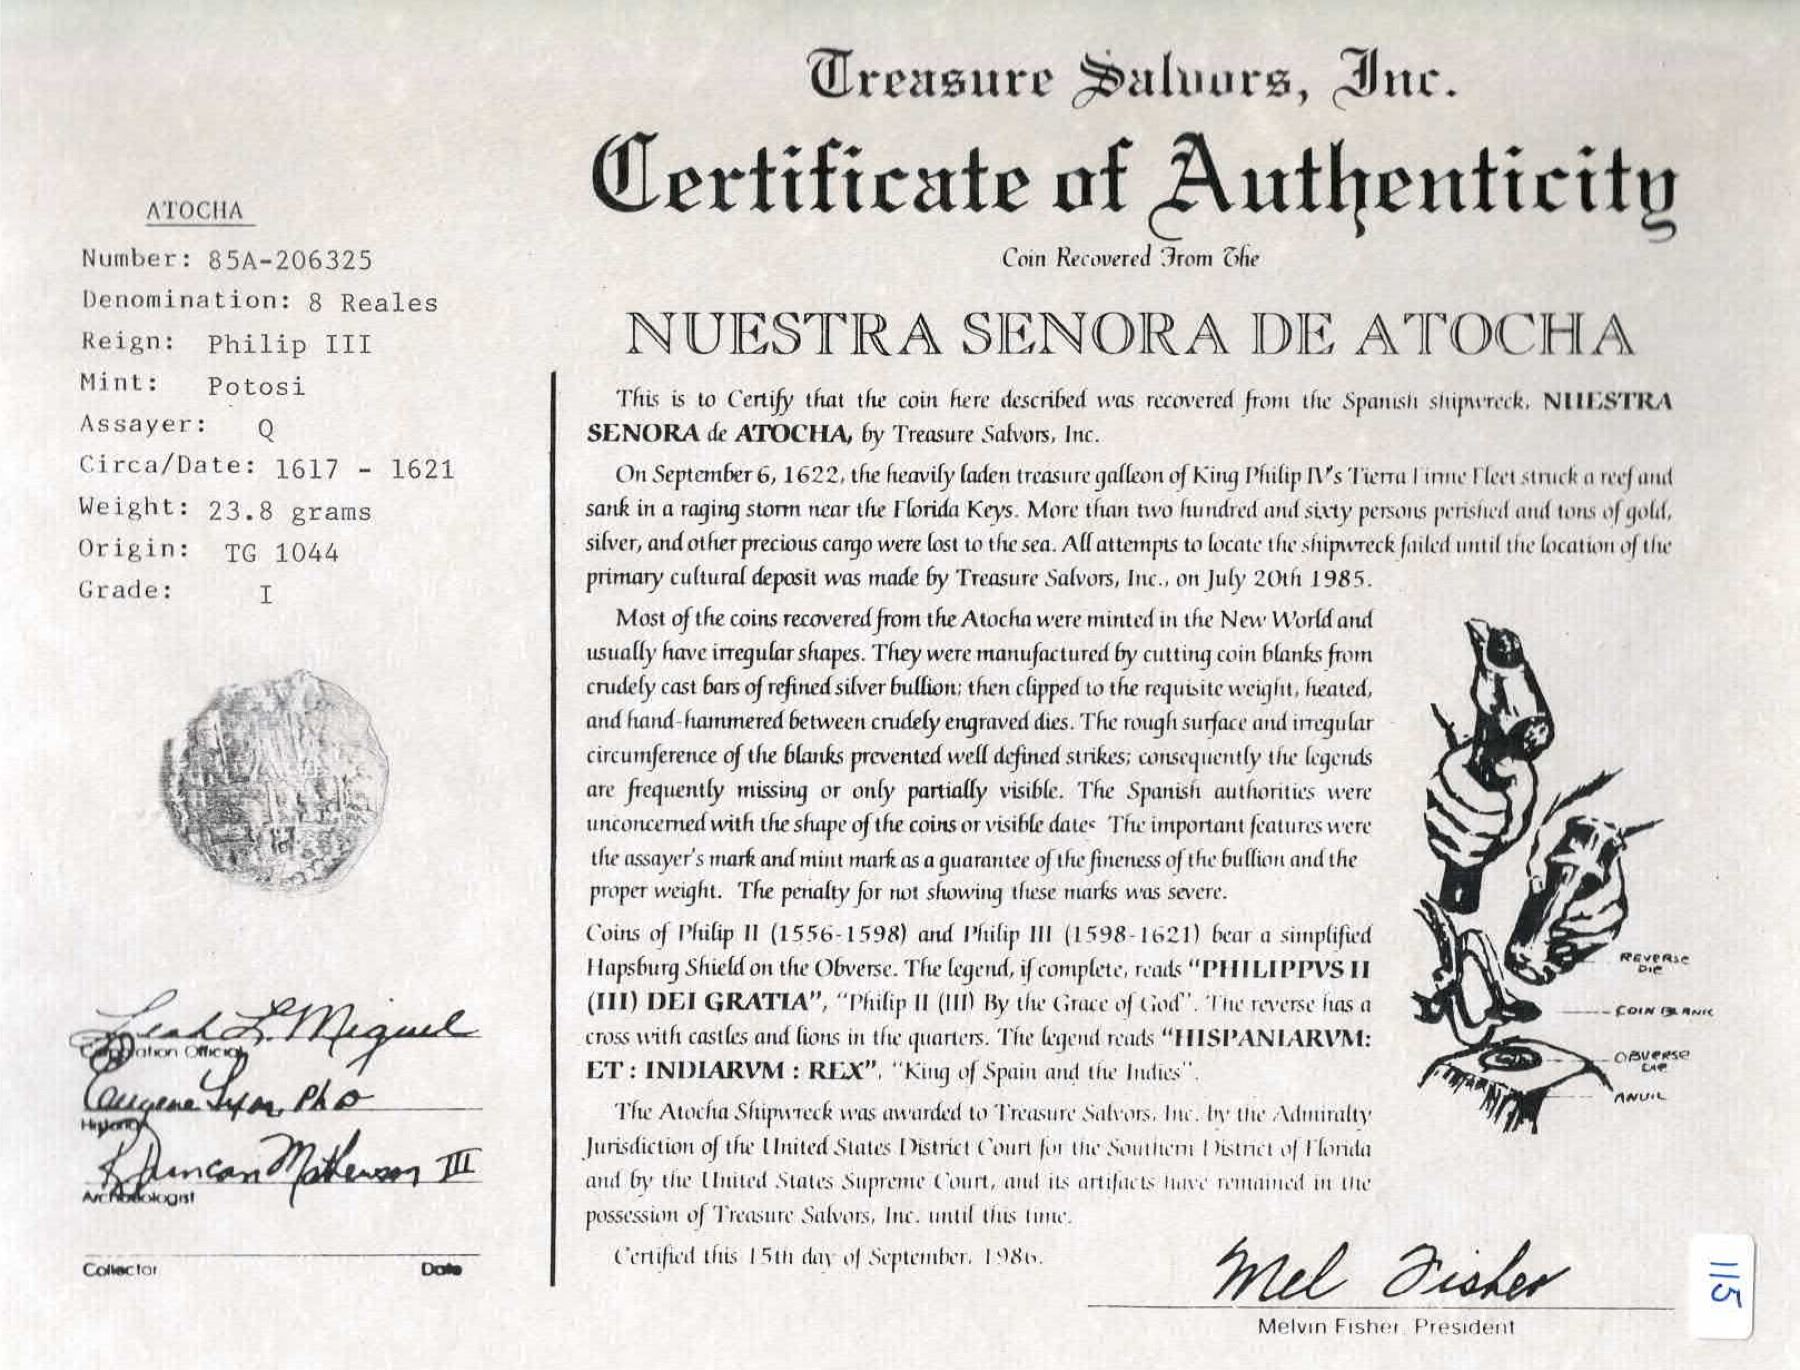 Treasure Salvors, Inc.
Certificate of Authenticity
Coin Recovered From The
NUESTRA SENORA DE ATOCHA
ATOCHA
Number: 85A-206325
Denomination: 8 Reales
Reign: Philip III
Mint: Potosi
Assayer: Q
Circa/Date: 1617 - 1621
Weight: 23.8 grams
Origin: TG 1044
Grade: I
Leah L. Miguel
Corporation Official
Eugene Lyon, PhD
Historian
R. Duncan Mathewson III
Archaeologist
Collector Date
This is to Certify that the coin here described was recovered from the Spanish shipwreck, NUESTRA
SENORA de ATOCHA, by Treasure Salvors, Inc.
On September 6, 1622, the heavily laden treasure galleon of King Philip IV's Tierra Firme Fleet struck a reef and
sank in a raging storm near the Florida Keys. More than two hundred and sixty persons perished and tons of gold,
silver, and other precious cargo were lost to the sea. All attempts to locate the shipwreck failed until the location of the
primary cultural deposit was made by Treasure Salvors, Inc., on July 20th 1985.
Most of the coins recovered from the Atocha were minted in the New World and
usually have irregular shapes. They were manufactured by cutting coin blanks from
crudely cast bars of refined silver bullion; then clipped to the requisite weight, heated,
and hand-hammered between crudely engraved dies. The rough surface and irregular
circumference of the blanks prevented well defined strikes; consequently the legends
are frequently missing or only partially visible. The Spanish authorities were
unconcerned with the shape of the coins or visible dates The important features were
the assayer's mark and mint mark as a guarantee of the fineness of the bullion and the
proper weight. The penalty for not showing these marks was severe.
Coins of Philip II (1556-1598) and Philip III (1598-1621) bear a simplified
Hapsburg Shield on the Obverse. The legend, if complete, reads "PHILIPPVS II
(III) DEI GRATIA", "Philip II (III) By the Grace of God". The reverse has a
cross with castles and lions in the quarters. The legend reads "HISPANIARVM:
ET : INDIARVM : REX", "King of Spain and the Indies".
The Atocha Shipwreck was awarded to Treasure Salvors, Inc. by the Admiralty
Jurisdiction of the United States District Court for the Southern District of Florida
and by the United States Supreme Court, and its artifacts have remained in the
possession of Treasure Salvors, Inc. until this time.
Certified this 15th day of September, 1986.
REVERSE
DIE
COIN BLANK
OBVERSE
DIE
ANVIL
Mel Fisher
Melvin Fisher, President
115